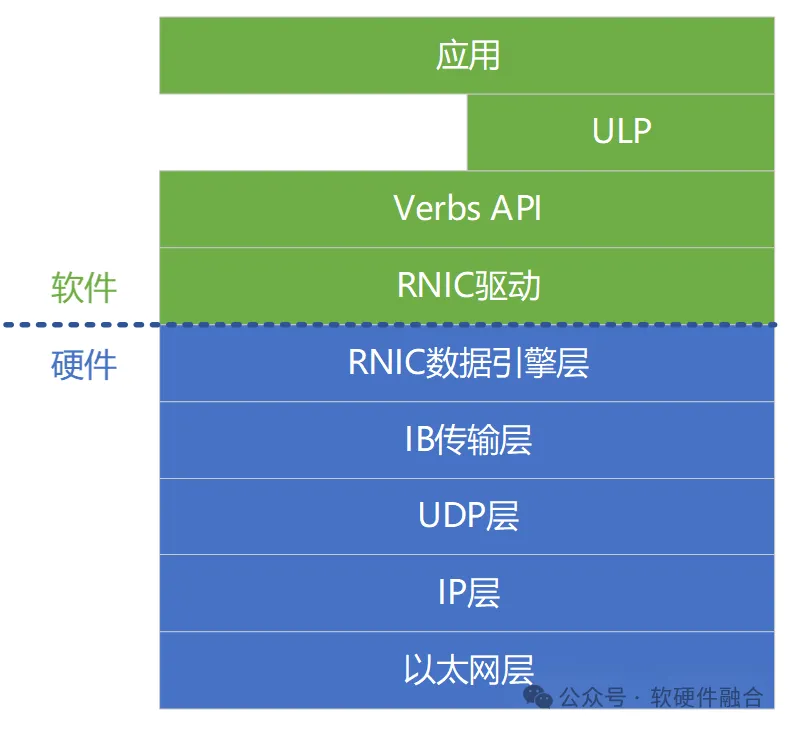 应用
ULP
Verbs API
软件
RNIC驱动
硬件
RNIC数据引擎层
IB传输层
UDP层
IP层
以太网层
公众号 · 软硬件融合